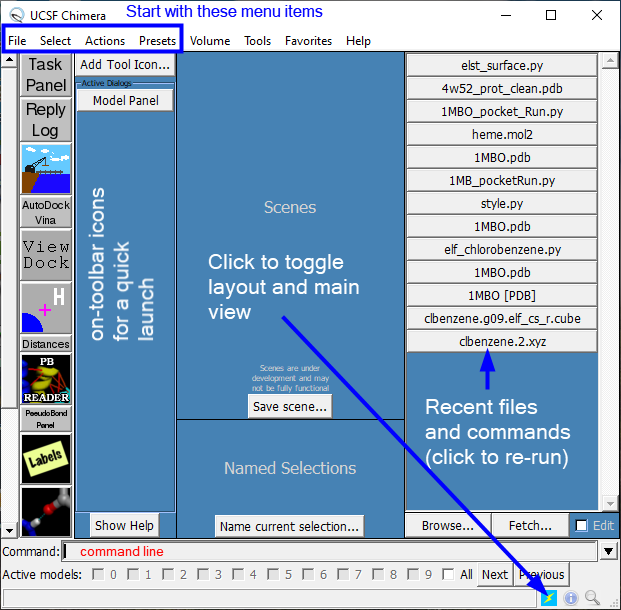 UCSF Chimera
Start with these menu items
File Select Actions Presets Volume Tools Favorites Help
Task
Panel
Reply
Log
AutoDock
Vina
View
Dock
H
Distances
PB
READER
PseudoBond
Panel
Labels
Add Tool Icon...
Active Dialogs
Model Panel
on-toolbar icons
for a quick
launch
Show Help
Scenes
Click to toggle
layout and main
view
Scenes are under
development and may
not be fully functional
Save scene...
Named Selections
Name current selection...
elst_surface.py
4w52_prot_clean.pdb
1MBO_pocket_Run.py
heme.mol2
1MBO.pdb
1MB_pocketRun.py
style.py
1MBO.pdb
elf_chlorobenzene.py
1MBO.pdb
1MBO [PDB]
clbenzene.g09.elf_cs_r.cube
clbenzene.2.xyz
Recent files
and commands
(click to re-run)
Browse... Fetch... Edit
Command: command line
Active models: 0 1 2 3 4 5 6 7 8 9 All Next Previous